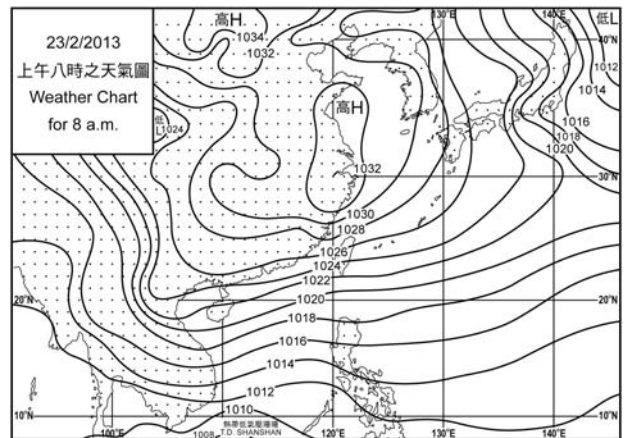 23/2/2013
上午八時之天氣圖
Weather Chart
for 8 a.m.
高H
1034
1032
130°E
140°E
低L
40°N
1012
1014
1016
1018
1020
低
L
1024
高H
1032
30°N
1030
1028
1026
1024
1022
1020
1018
1016
1014
1012
1010
1008
20°N
20°N
10°N
100°E
熱帶低氣壓珊珊
T.D. SHANSHAN
120°E
130°E
140°E
10°N